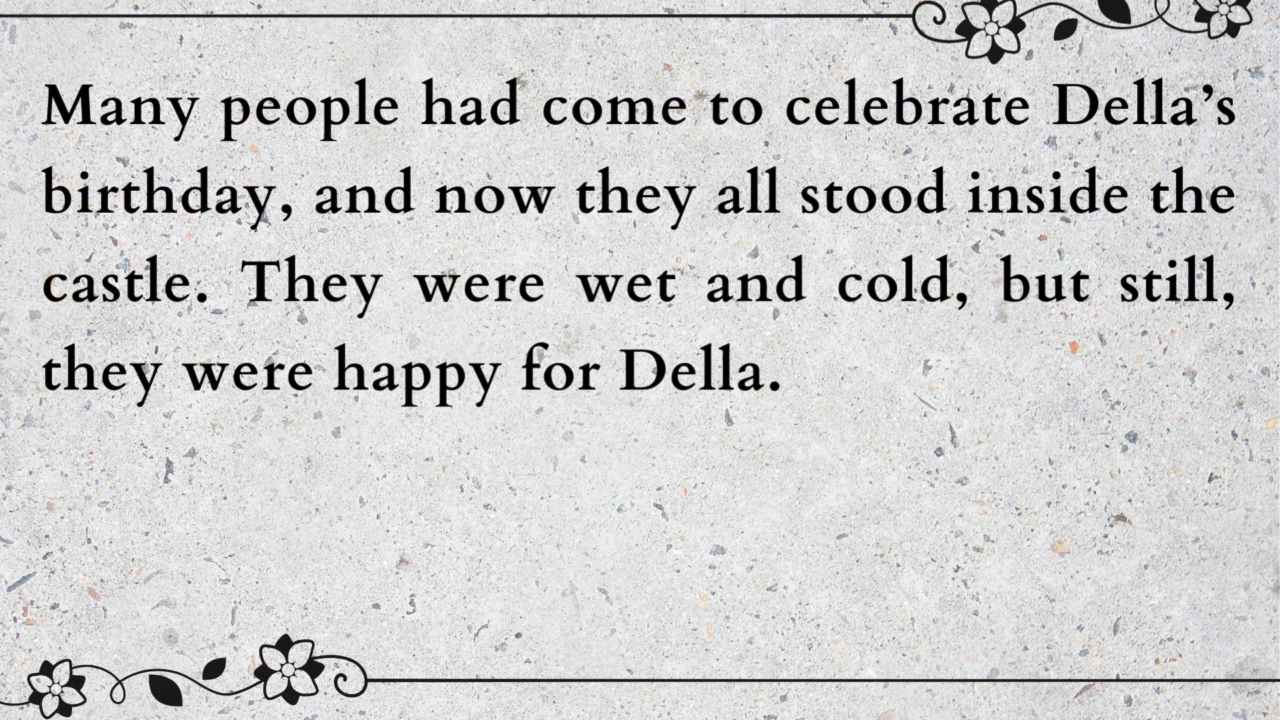 Many people had come to celebrate Della’s
birthday, and now they all stood inside the
castle. They were wet and cold, but still,
they were happy for Della.